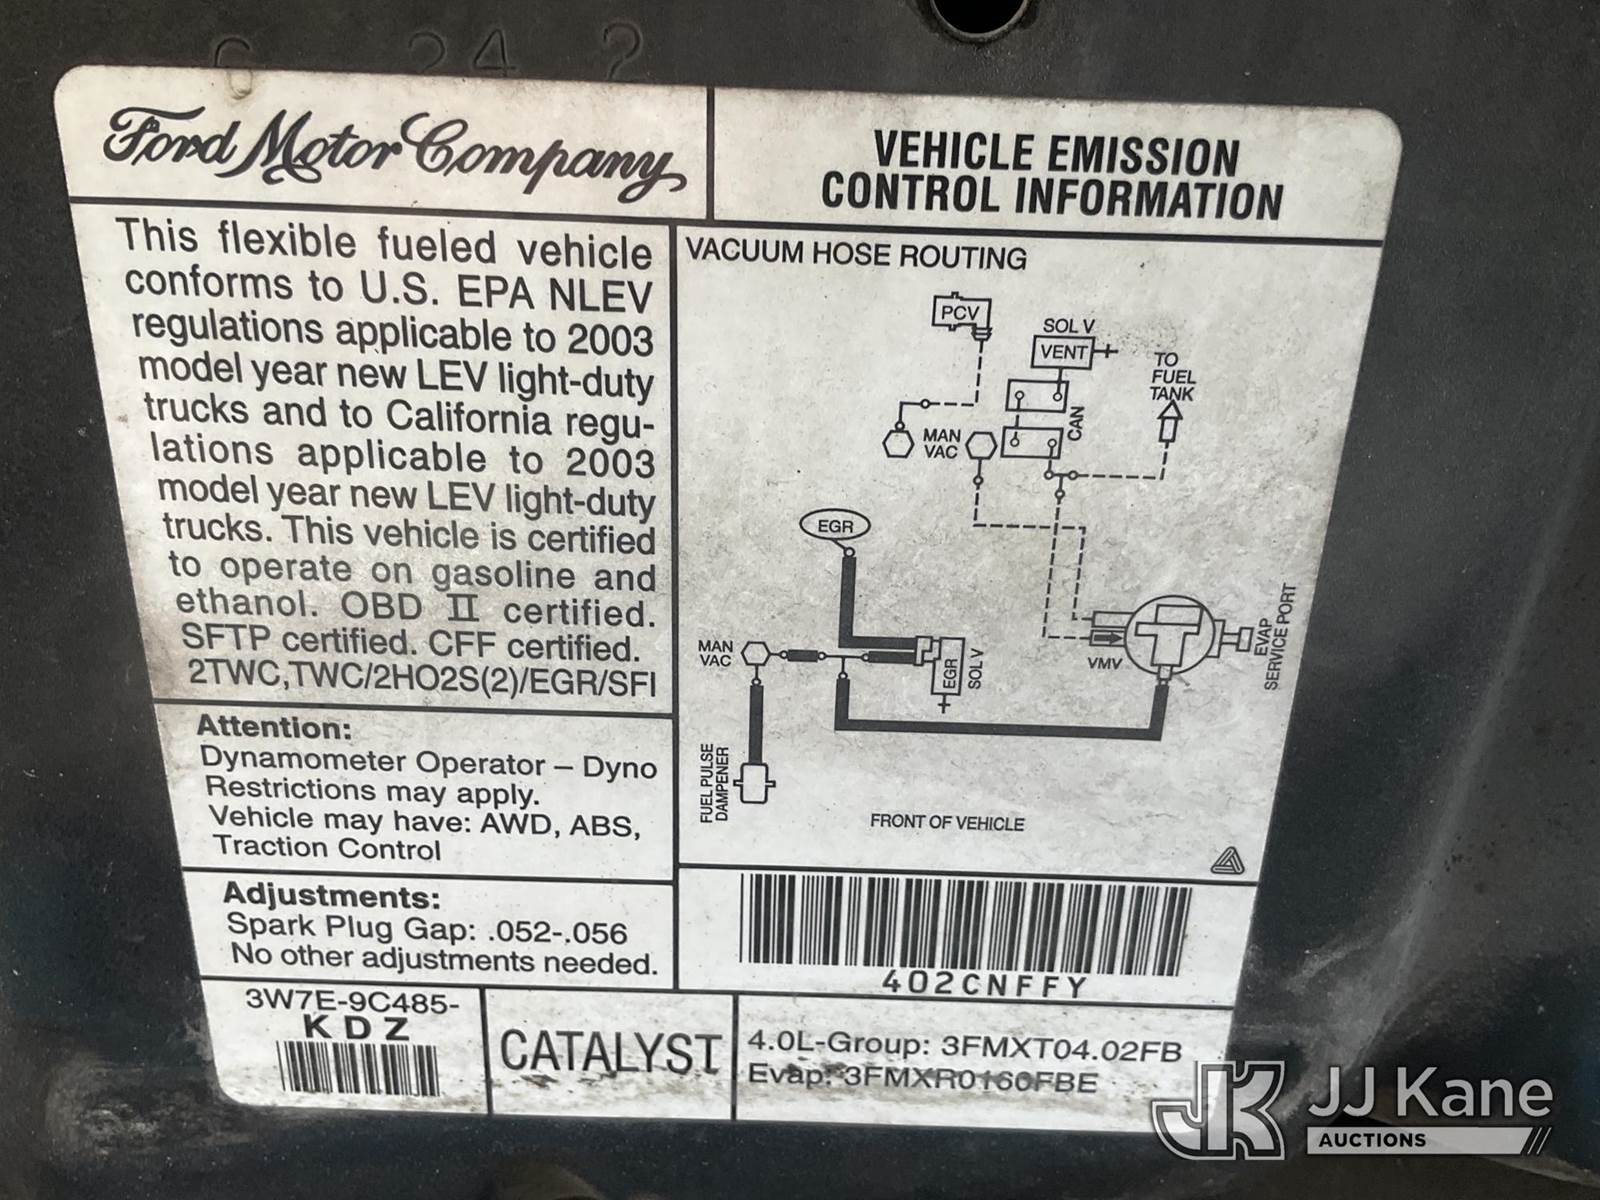 6 24 2
Ford Motor Company
VEHICLE EMISSION
CONTROL INFORMATION
This flexible fueled vehicle
conforms to U.S. EPA NLEV
regulations applicable to 2003
model year new LEV light-duty
trucks and to California regu-
lations applicable to 2003
model year new LEV light-duty
trucks. This vehicle is certified
to operate on gasoline and
ethanol. OBD II certified.
SFTP certified. CFF certified.
2TWC,TWC/2HO2S(2)/EGR/SFI
Attention:
Dynamometer Operator – Dyno
Restrictions may apply.
Vehicle may have: AWD, ABS,
Traction Control
Adjustments:
Spark Plug Gap: .052-.056
No other adjustments needed.
VACUUM HOSE ROUTING
PCV
SOL V
VENT
TO
FUEL
TANK
CAN
MAN
VAC
EGR
MAN
VAC
EGR
SOL V
VMV
EVAP
SERVICE PORT
FUEL PULSE
DAMPENER
FRONT OF VEHICLE
402CNFFY
3W7E-9C485-
KDZ
CATALYST
4.0L-Group: 3FMXT04.02FB
Evap: 3FMXR0160FBE
JK JJ Kane
AUCTIONS